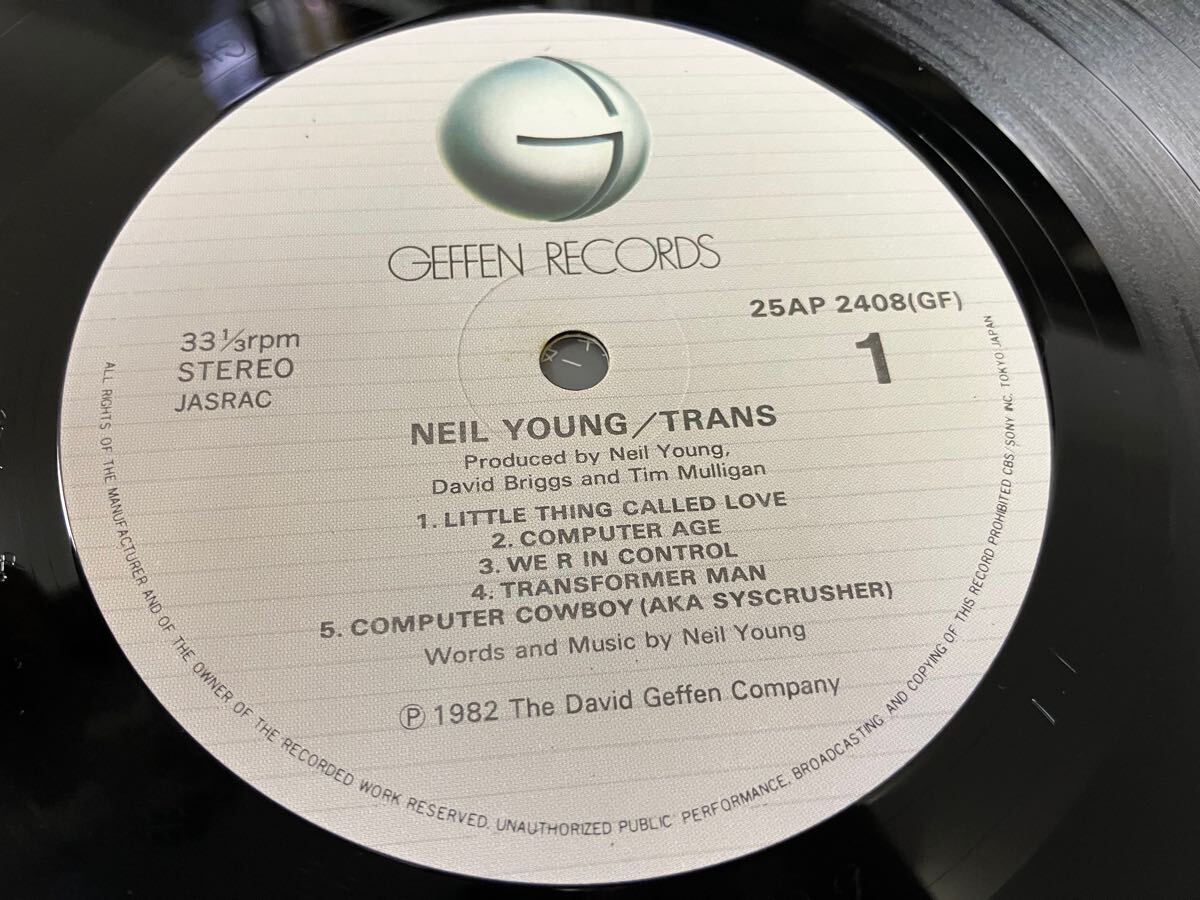 GEFFEN RECORDS
25AP 2408(GF)
33⅓rpm
STEREO
JASRAC
1
NEIL YOUNG/TRANS
Produced by Neil Young,
David Briggs and Tim Mulligan
1. LITTLE THING CALLED LOVE
2. COMPUTER AGE
3. WE R IN CONTROL
4. TRANSFORMER MAN
5. COMPUTER COWBOY (AKA SYSCRUSHER)
Words and Music by Neil Young
Ⓟ 1982 The David Geffen Company
ALL RIGHTS OF THE MANUFACTURER AND OF THE OWNER OF THE RECORDED WORK RESERVED. UNAUTHORIZED PUBLIC PERFORMANCE, BROADCASTING AND COPYING OF THIS RECORD PROHIBITED CBS/SONY INC. TOKYO JAPAN